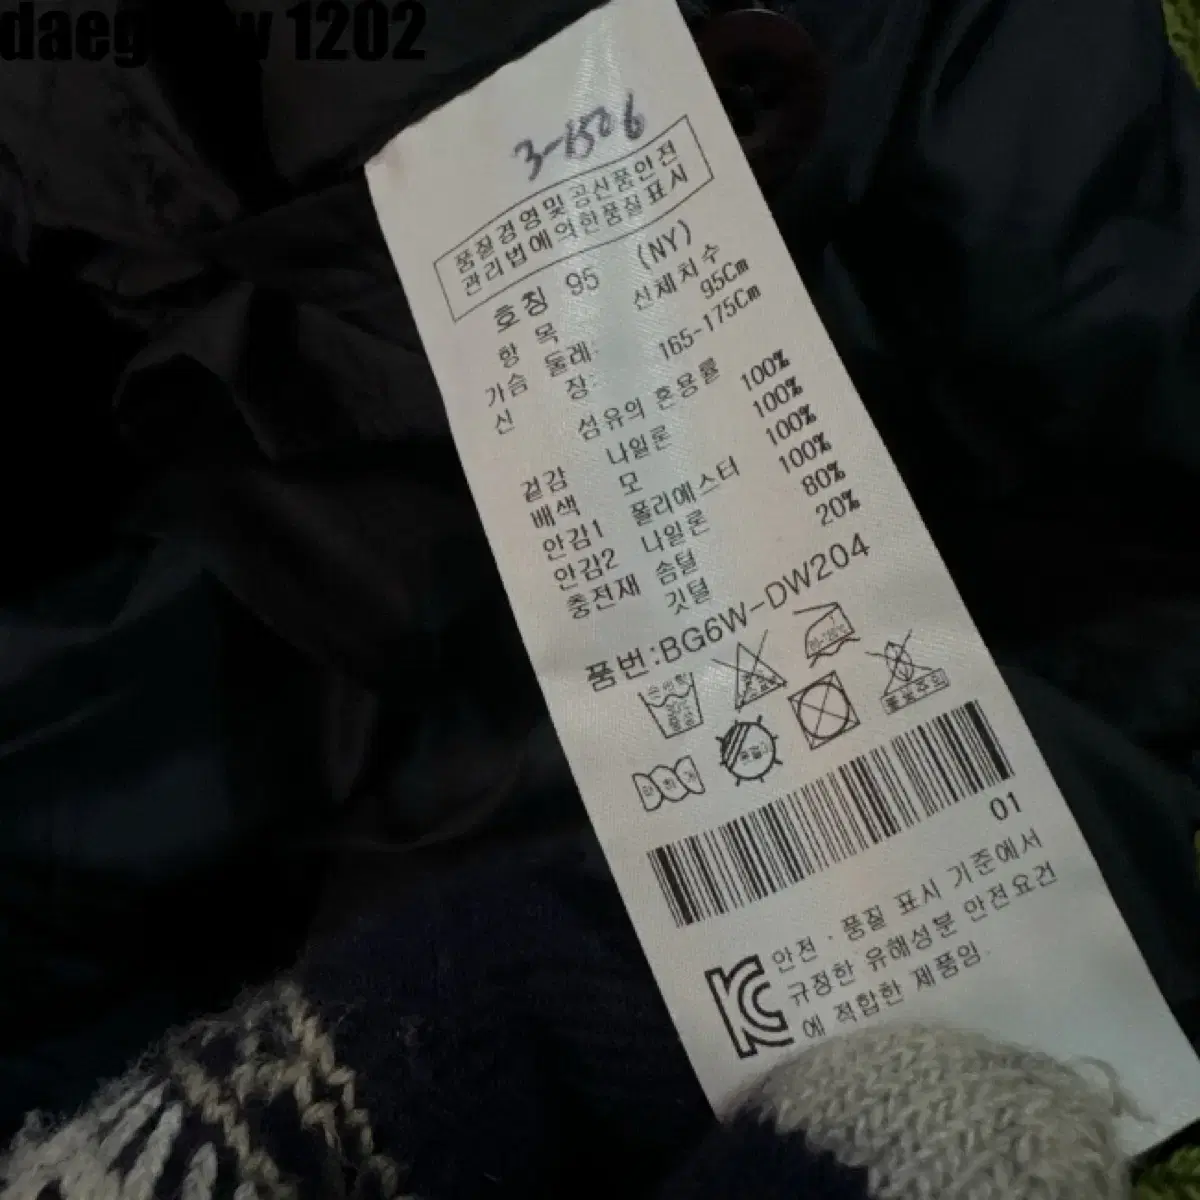 1202
3-1506
품질경영및 공산품안전
관리법에 의한품질표시
호칭 95 (NY)
항 목 신체치수
가슴 둘레: 95Cm
신 장: 165-175Cm
섬유의 혼용률
겉감 나일론 100%
배색 모 100%
안감1 폴리에스터 100%
안감2 나일론 100%
충전재 솜털 80%
깃털 20%
품번:BG6W-DW204
01
안전·품질 표시 기준에서
규정한 유해성분 안전요건
에 적합한 제품임.